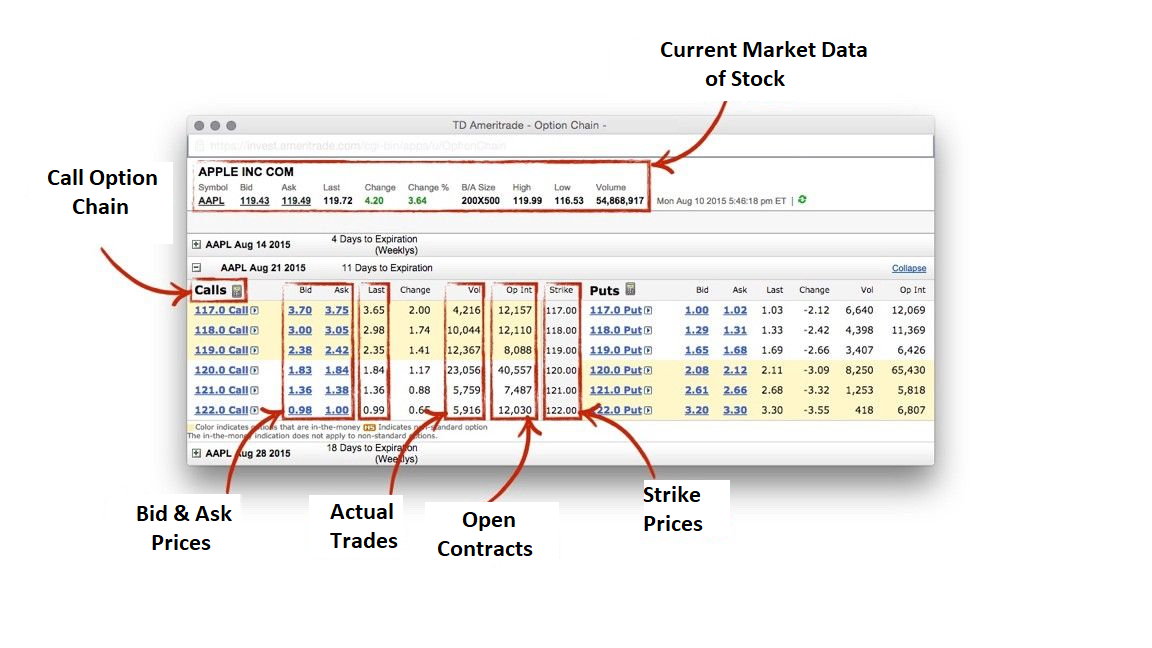 Current Market Data
of Stock
TD Ameritrade - Option Chain -
https://invest.ameritrade.com/cgi-bin/apps/u/OptionChain
Call Option
Chain
APPLE INC COM
Symbol Bid Ask Last Change Change % B/A Size High Low Volume
AAPL 119.43 119.49 119.72 4.20 3.64 200X500 119.99 116.53 54,868,917 Mon Aug 10 2015 5:46:18 pm ET |
AAPL Aug 14 2015 4 Days to Expiration
(Weeklys)
AAPL Aug 21 2015 11 Days to Expiration Collapse
Calls Bid Ask Last Change Vol Op Int Strike Puts Bid Ask Last Change Vol Op Int
117.0 Call 3.70 3.75 3.65 2.00 4,216 12,157 117.00 117.0 Put 1.00 1.02 1.03 -2.12 6,640 12,069
118.0 Call 3.00 3.05 2.98 1.74 10,044 12,110 118.00 118.0 Put 1.29 1.31 1.33 -2.42 4,398 11,369
119.0 Call 2.38 2.42 2.35 1.41 12,367 8,088 119.00 119.0 Put 1.65 1.68 1.69 -2.66 3,407 6,426
120.0 Call 1.83 1.84 1.84 1.17 23,056 40,557 120.00 120.0 Put 2.08 2.12 2.11 -3.09 8,250 65,430
121.0 Call 1.36 1.38 1.36 0.88 5,759 7,487 121.00 121.0 Put 2.61 2.66 2.68 -3.32 1,253 5,818
122.0 Call 0.98 1.00 0.99 0.65 5,916 12,030 122.00 122.0 Put 3.20 3.30 3.30 -3.55 418 6,807
Color indicates options that are in-the-money NS Indicates non-standard option
The in-the-money indication does not apply to non-standard options.
AAPL Aug 28 2015 18 Days to Expiration
(Weeklys)
Bid & Ask
Prices
Actual
Trades
Open
Contracts
Strike
Prices